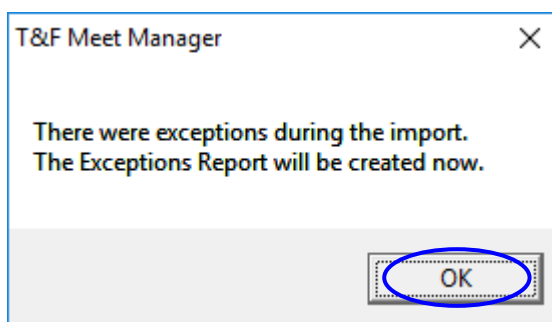 T&F Meet Manager
There were exceptions during the import.
The Exceptions Report will be created now.
OK